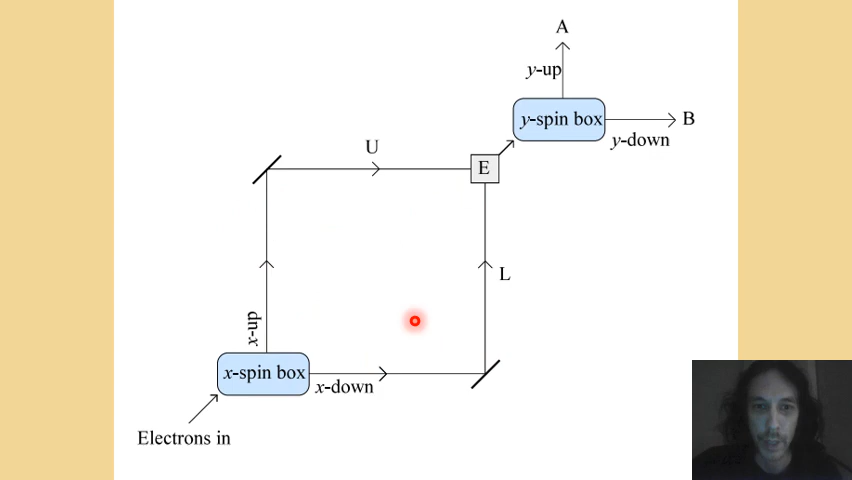 A
y-up
y-spin box
B
y-down
U
E
L
x-up
x-spin box
x-down
Electrons in